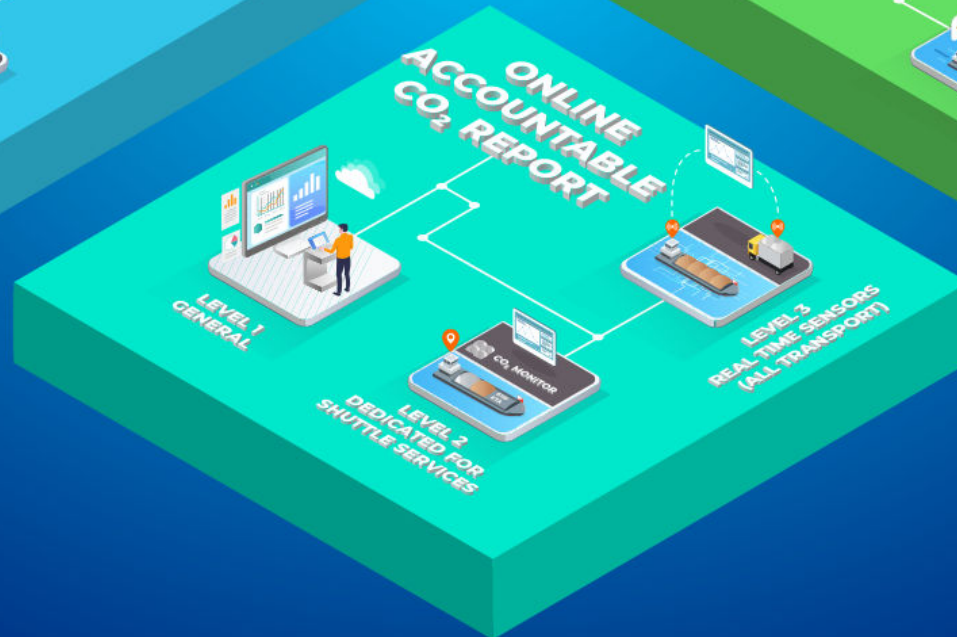 ONLINE
ACCOUNTABLE
CO₂ REPORT
LEVEL 1
GENERAL
CO₂ MONITOR
LEVEL 2
DEDICATED FOR
SHUTTLE SERVICES
LEVEL 3
REAL TIME SENSORS
(ALL TRANSPORT)